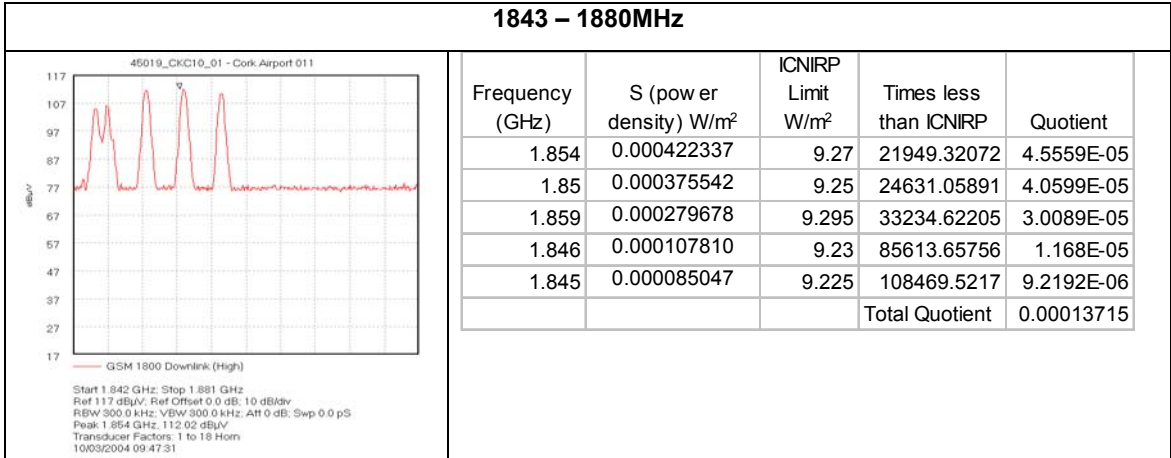 1843 – 1880MHz
45019_CKC10_01 - Cork Airport 011
117
107
97
87
77
67
57
47
37
27
17
dBµV
GSM 1800 Downlink (High)
Start 1.842 GHz; Stop 1.881 GHz
Ref 117 dBµV; Ref Offset 0.0 dB; 10 dB/div
RBW 300.0 kHz; VBW 300.0 kHz; Att 0 dB; Swp 0.0 pS
Peak 1.854 GHz, 112.02 dBµV
Transducer Factors: 1 to 18 Horn
10/03/2004 09:47:31
Frequency (GHz) S (pow er density) W/m² ICNIRP Limit W/m² Times less than ICNIRP Quotient
1.854 0.000422337 9.27 21949.32072 4.5559E-05
1.85 0.000375542 9.25 24631.05891 4.0599E-05
1.859 0.000279678 9.295 33234.62205 3.0089E-05
1.846 0.000107810 9.23 85613.65756 1.168E-05
1.845 0.000085047 9.225 108469.5217 9.2192E-06
Total Quotient 0.00013715